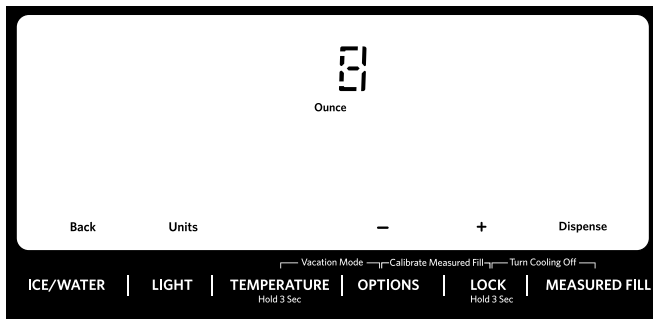 8
Ounce
Back Units − + Dispense
Vacation Mode Calibrate Measured Fill Turn Cooling Off
ICE/WATER LIGHT TEMPERATURE OPTIONS LOCK MEASURED FILL
Hold 3 Sec Hold 3 Sec